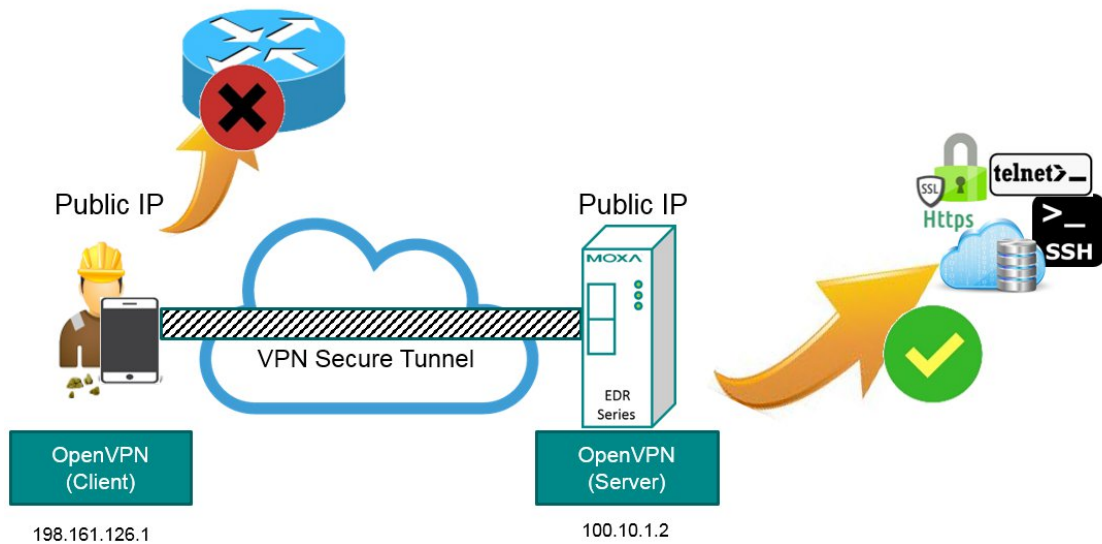 Public IP
Public IP
SSL
Https
telnet>_
>_
SSH
MOXA
VPN Secure Tunnel
EDR
Series
OpenVPN
(Client)
OpenVPN
(Server)
198.161.126.1
100.10.1.2